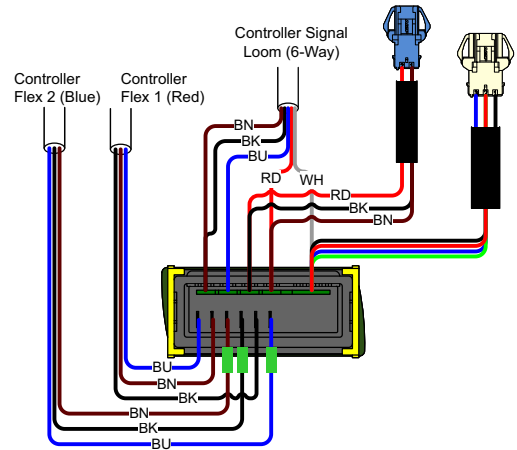 Controller Signal
Loom (6-Way)
Controller
Flex 2 (Blue)
Controller
Flex 1 (Red)
BN
BK
BU
RD
WH
RD
BK
BN
BU
BN
BK
BN
BK
BU